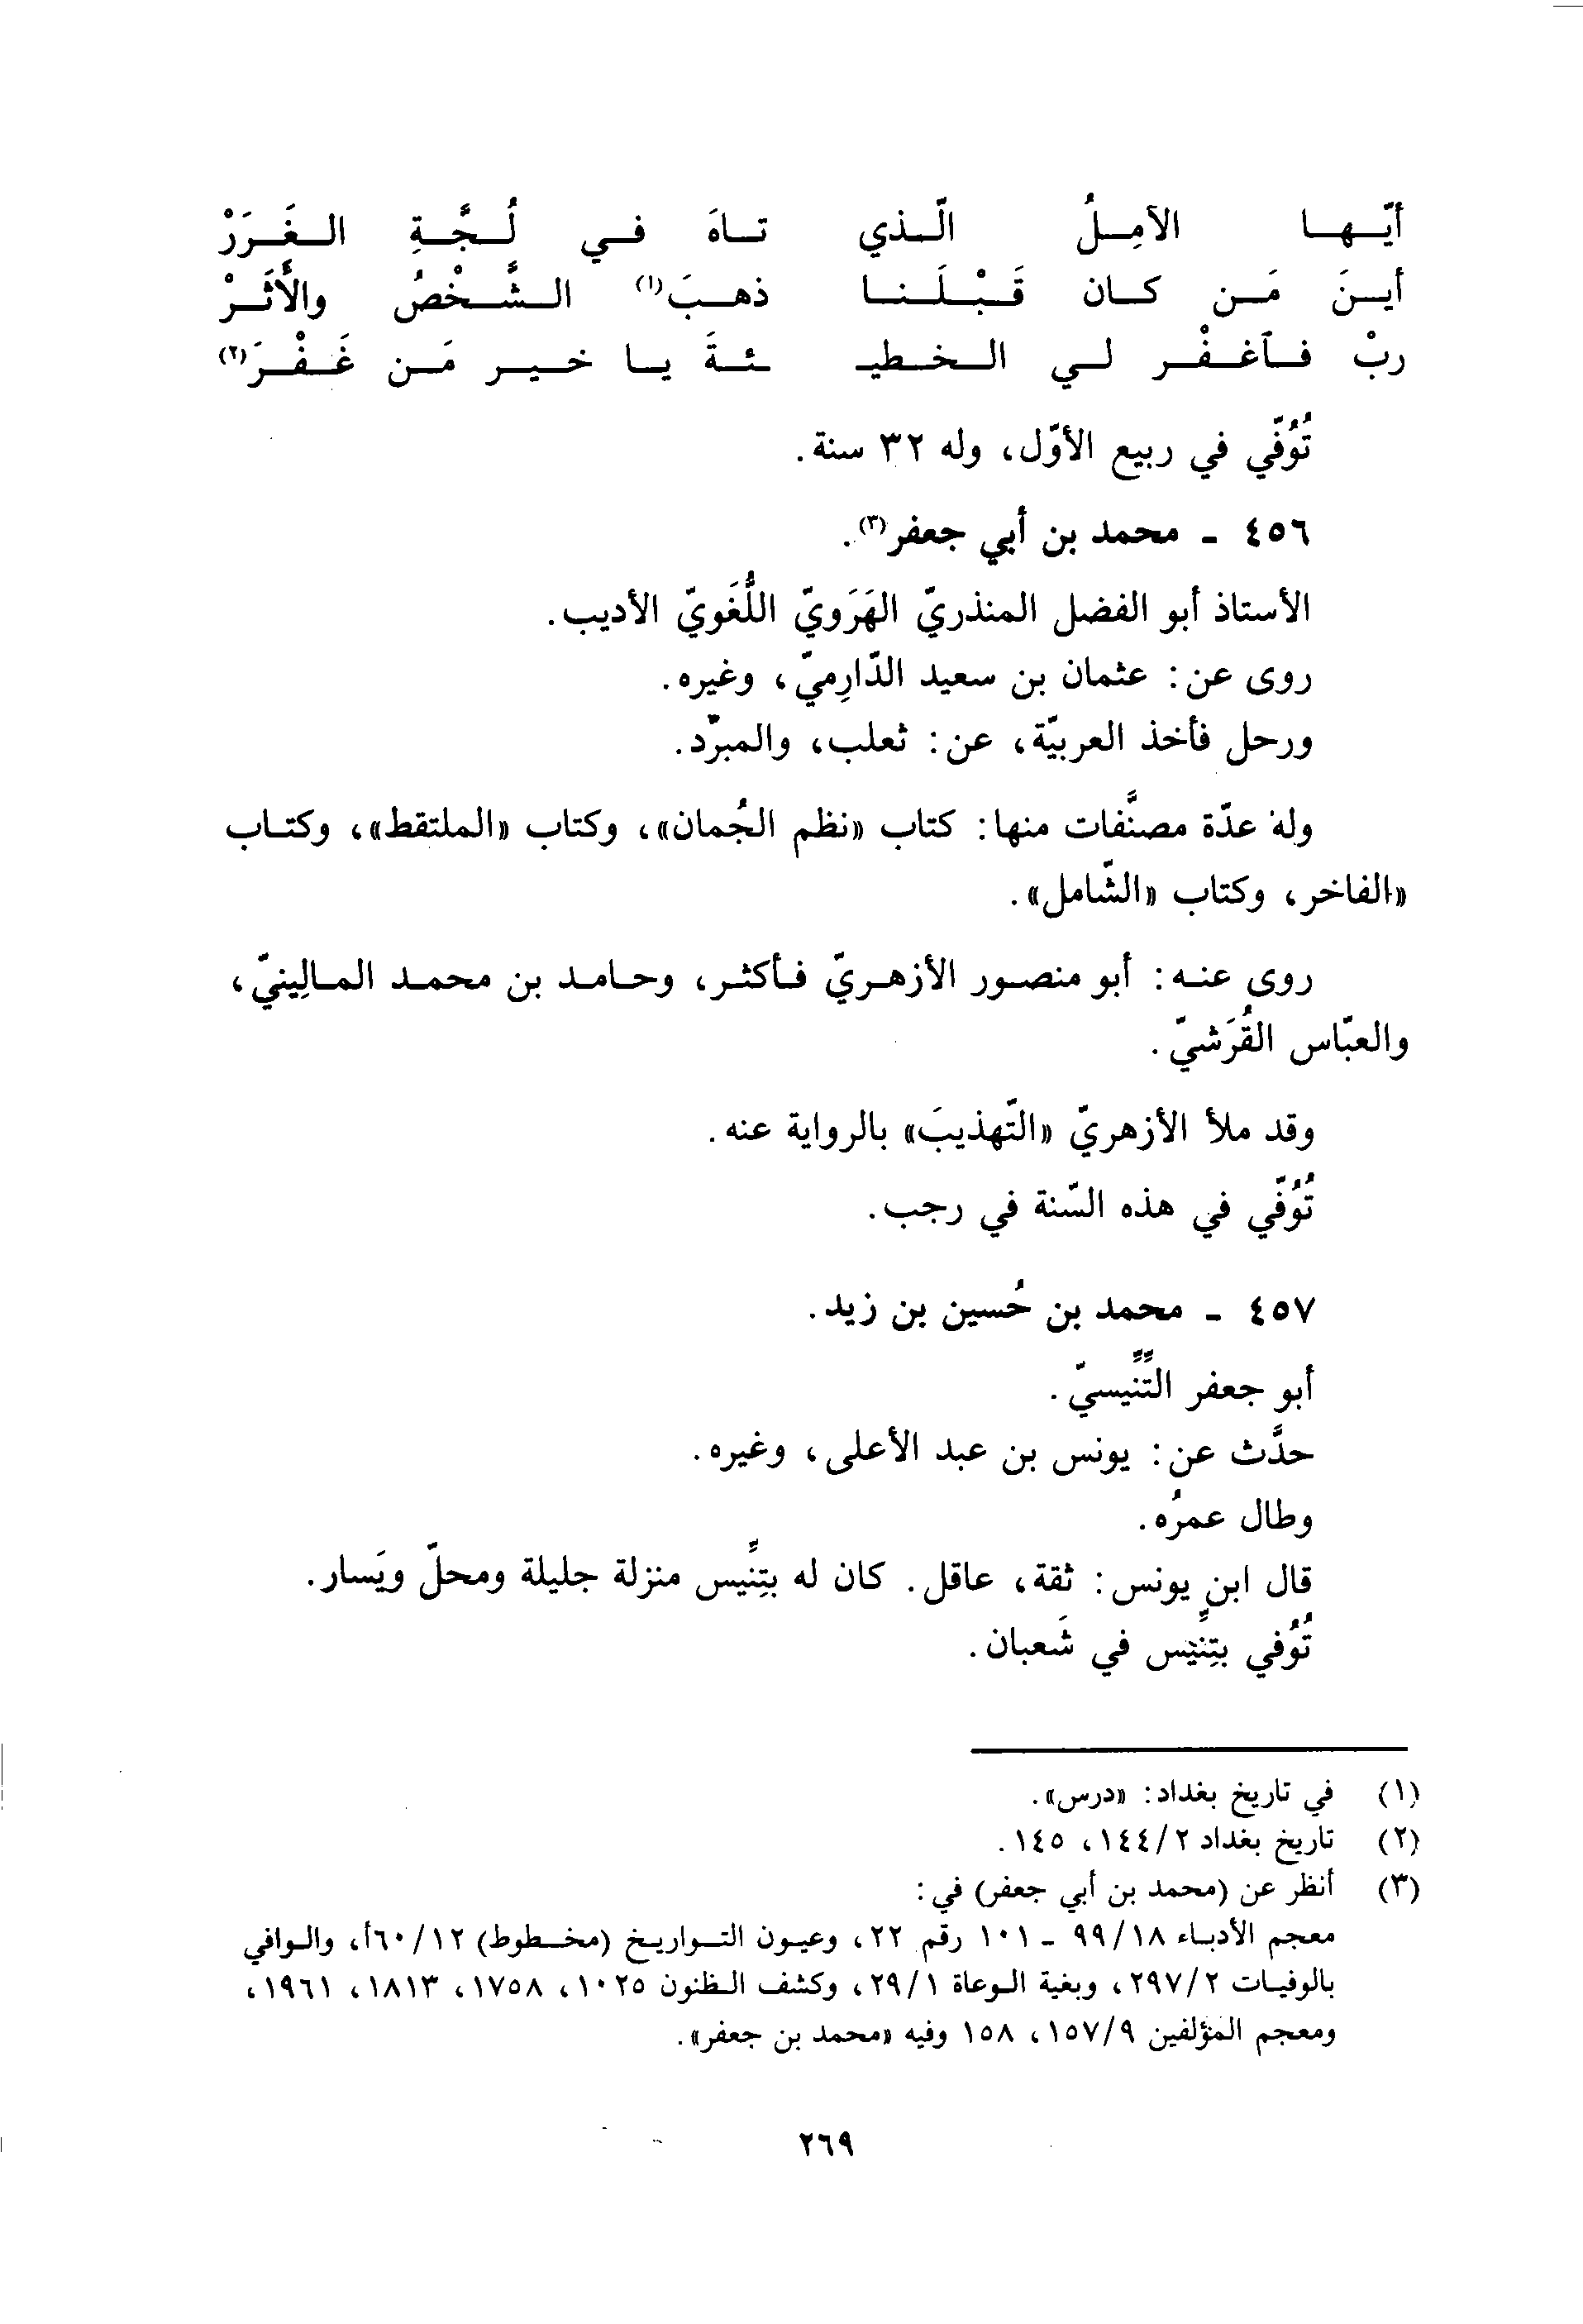 أيّها الآمِلُ الّذي تاهَ في لُجَّةِ الغَرَرْ
أينَ مَن كان قَبْلَنا ذهبَ(١) الشَّخْصُ والأَثَرْ
ربْ فاَغفْر لي الخطيـ ـئةَ يا خير مَن غَفْرَ(٢)
تُوُفّي في ربيع الأوّل، وله ٣٢ سنة.
٤٥٦ - محمد بن أبي جعفر(٣).
الأستاذ أبو الفضل المنذريّ الهَرَويّ اللُّغَويّ الأديب.
روى عن: عثمان بن سعيد الدّارِميّ، وغيره.
ورحل فأخذ العربيّة، عن: ثعلب، والمبرّد.
وله عدّة مصنَّفات منها: كتاب «نظم الجُمان»، وكتاب «الملتقط»، وكتاب
«الفاخر، وكتاب «الشّامل».
روى عنه: أبو منصور الأزهريّ فأكثر، وحامد بن محمد المالِينيّ،
والعبّاس القُرَشيّ.
وقد ملأ الأزهريّ «التّهذيبَ» بالرواية عنه.
تُوُفّي في هذه السّنة في رجب.
٤٥٧ - محمد بن حُسين بن زيد.
أبو جعفر التِّنِّيسيّ.
حدَّث عن: يونس بن عبد الأعلى، وغيره.
وطال عمرُه.
قال ابن يونس: ثقة، عاقل. كان له بتِنِّيس منزلة جليلة ومحلّ ويَسار.
تُوُفي بتِنِّيس في شَعبان.
(١) في تاريخ بغداد: «درس».
(٢) تاريخ بغداد ٢/١٤٤، ١٤٥.
(٣) أنظر عن (محمد بن أبي جعفر) في:
معجم الأدباء ١٨/٩٩ - ١٠١ رقم ٢٢، وعيون التواريخ (مخطوط) ١٢/٦٠أ، والوافي
بالوفيات ٢/٢٩٧، وبغية الوعاة ١/٢٩، وكشف الظنون ١٠٢٥، ١٧٥٨، ١٨١٣، ١٩٦١،
ومعجم المؤلفين ٩/١٥٧، ١٥٨ وفيه «محمد بن جعفر».
٢٦٩